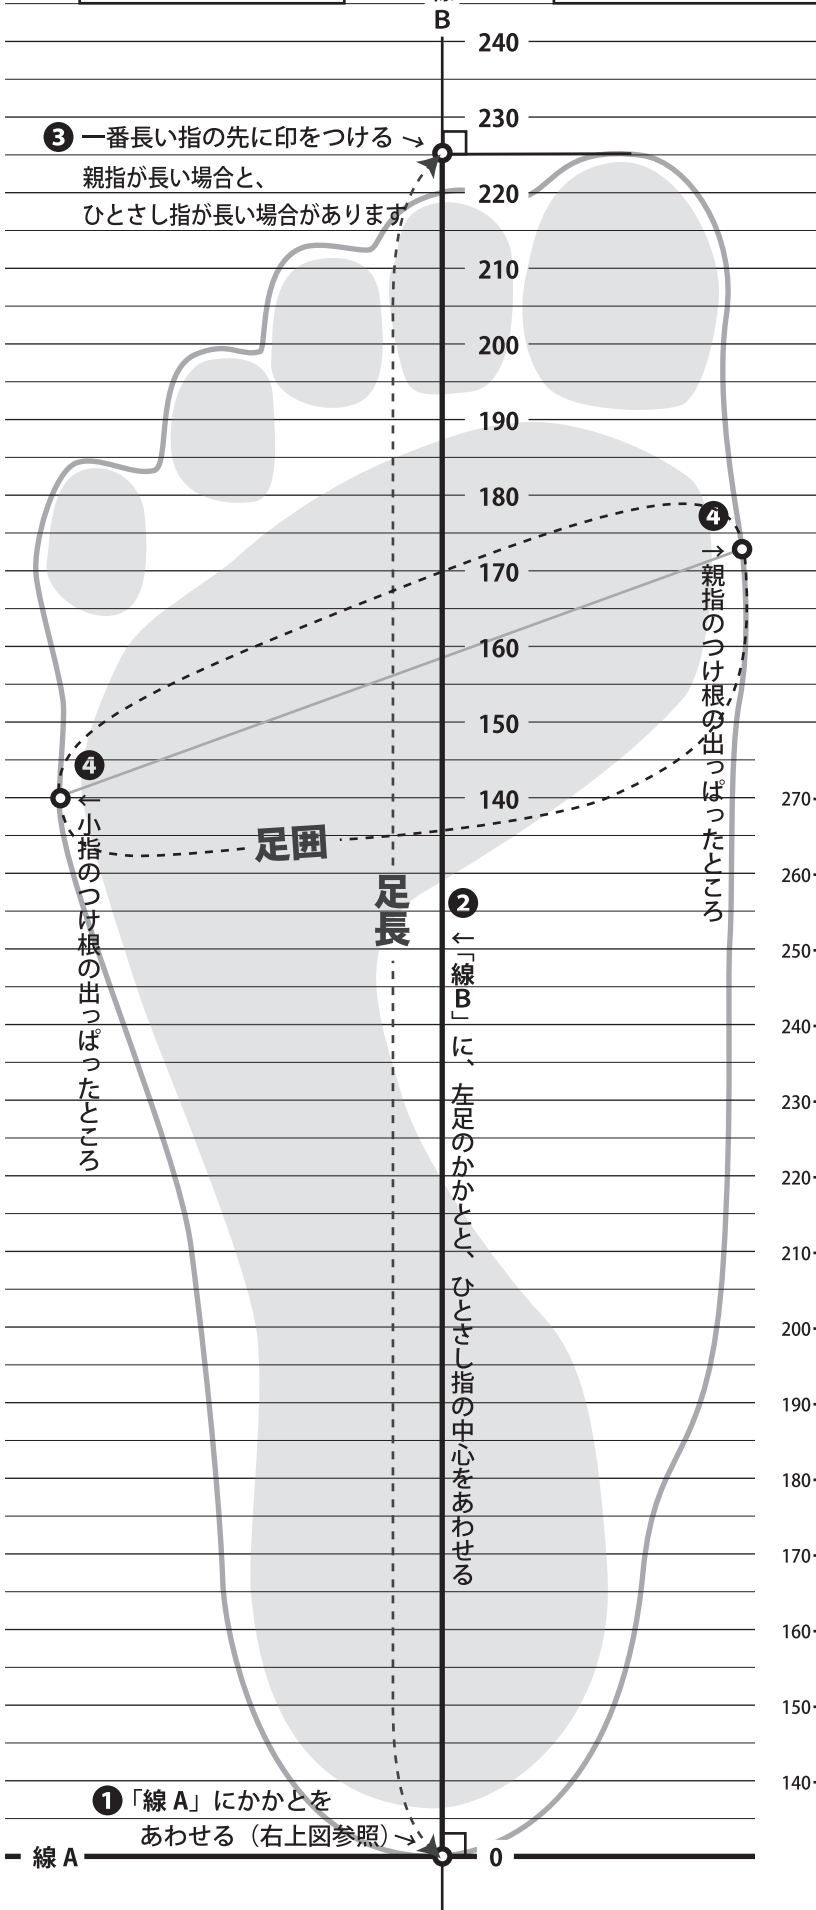 B
240
230
❸ 一番長い指の先に印をつける →
親指が長い場合と、
ひとさし指が長い場合があります
220
210
200
190
180
170
160
150
140
❹
→親指のつけ根の出っぱったところ
❹
←小指のつけ根の出っぱったところ
足囲
足長
❷
←「線B」に、左足のかかとと、ひとさし指の中心をあわせる
270
260
250
240
230
220
210
200
190
180
170
160
150
140
❶「線 A」にかかとを
あわせる（右上図参照）→
線 A
0